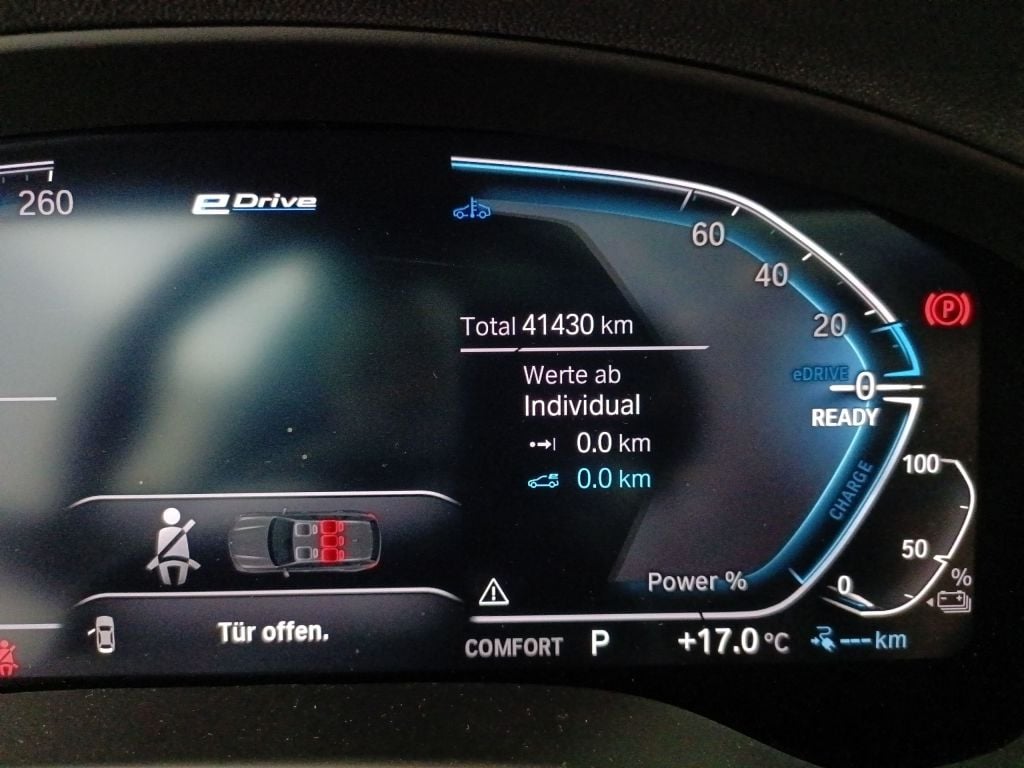 260
eDrive
60
40
20
Total 41430 km
Werte ab
Individual
0.0 km
0.0 km
eDRIVE
0
READY
CHARGE
100
50
0
%
Power %
P
Tür offen.
COMFORT P +17.0 °C --- km